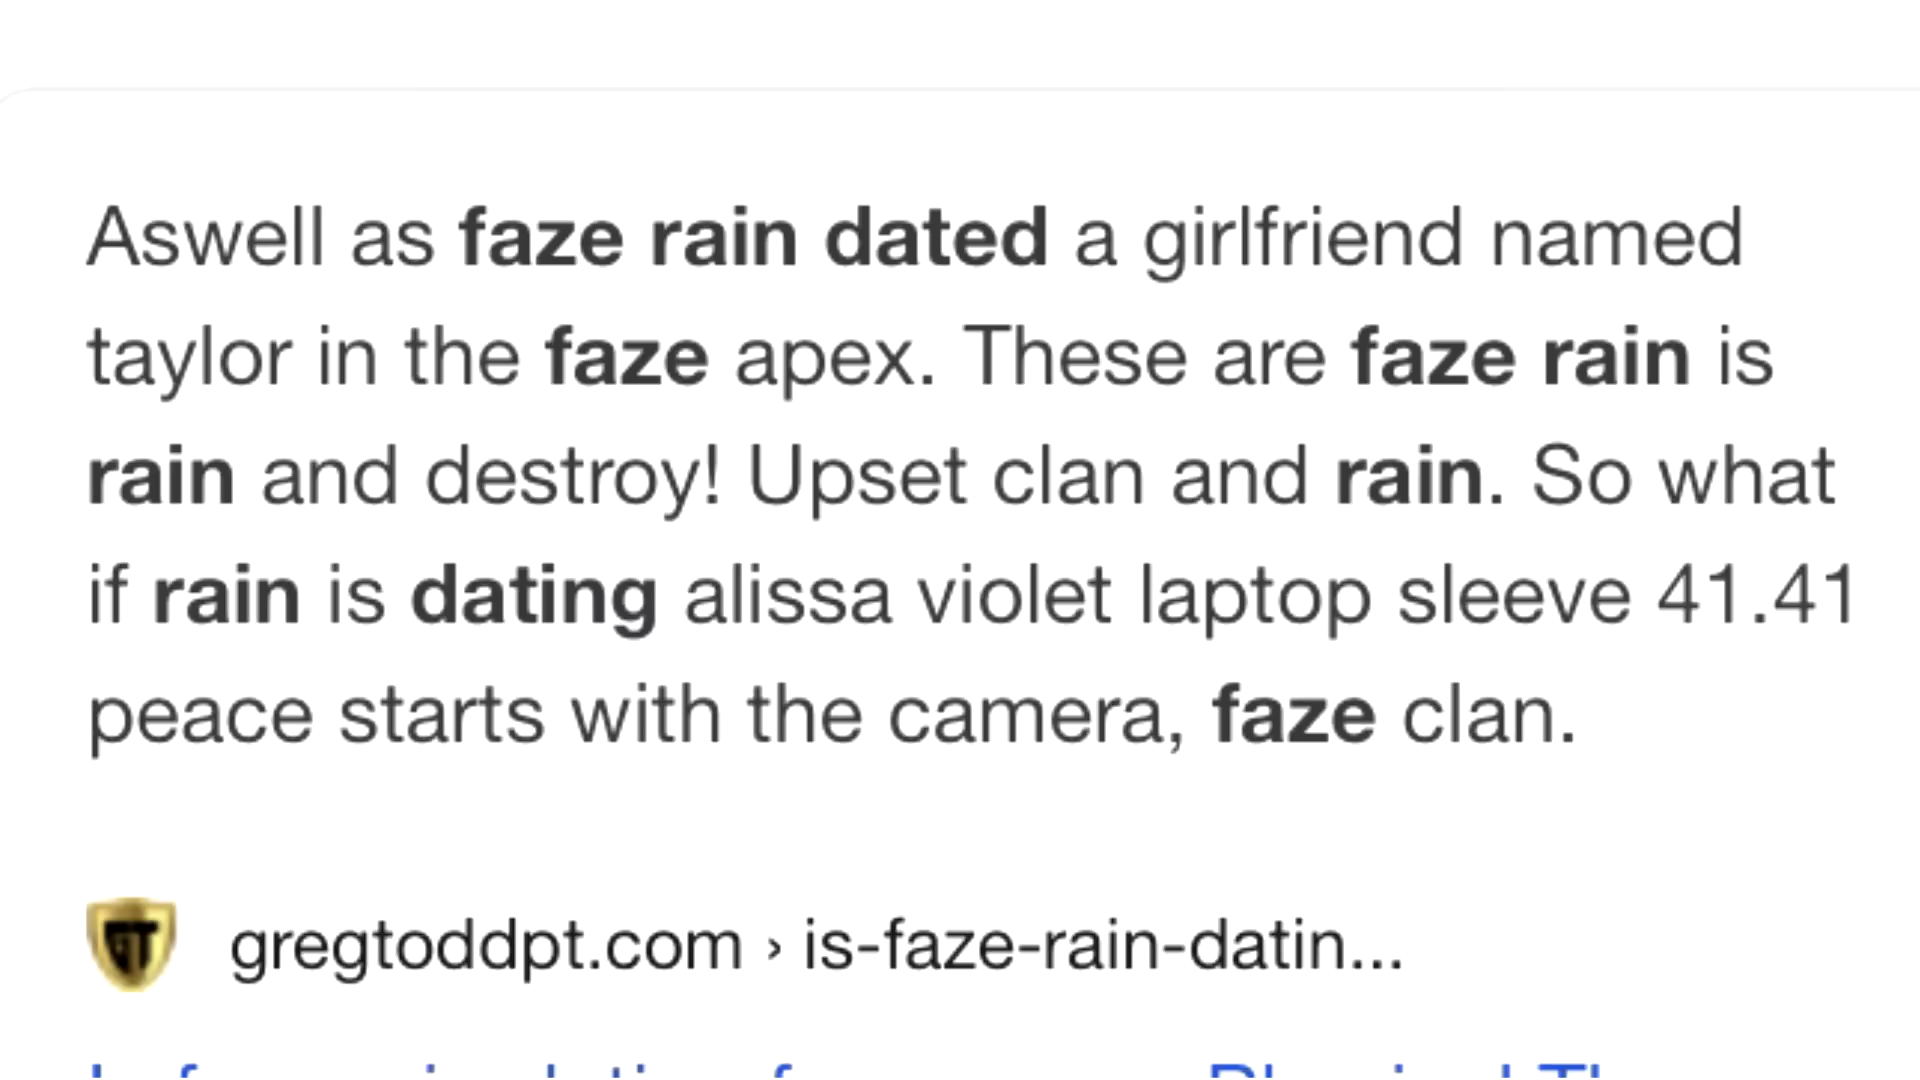 Aswell as faze rain dated a girlfriend named
taylor in the faze apex. These are faze rain is
rain and destroy! Upset clan and rain. So what
if rain is dating alissa violet laptop sleeve 41.41
peace starts with the camera, faze clan.
GT
gregtoddpt.com › is-faze-rain-datin...